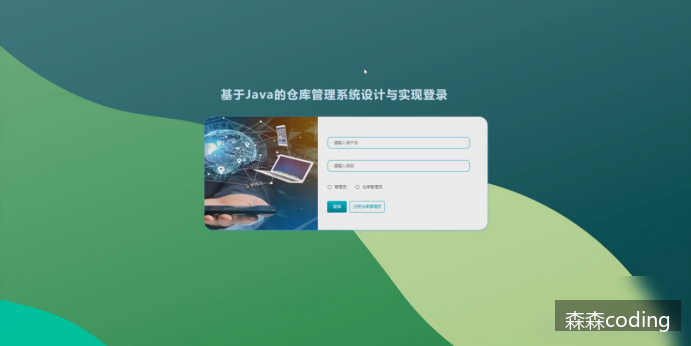 基于Java的仓库管理系统设计与实现登录
请输入用户名
请输入密码
管理员 仓库管理员
登录 注册仓库管理员
森森coding